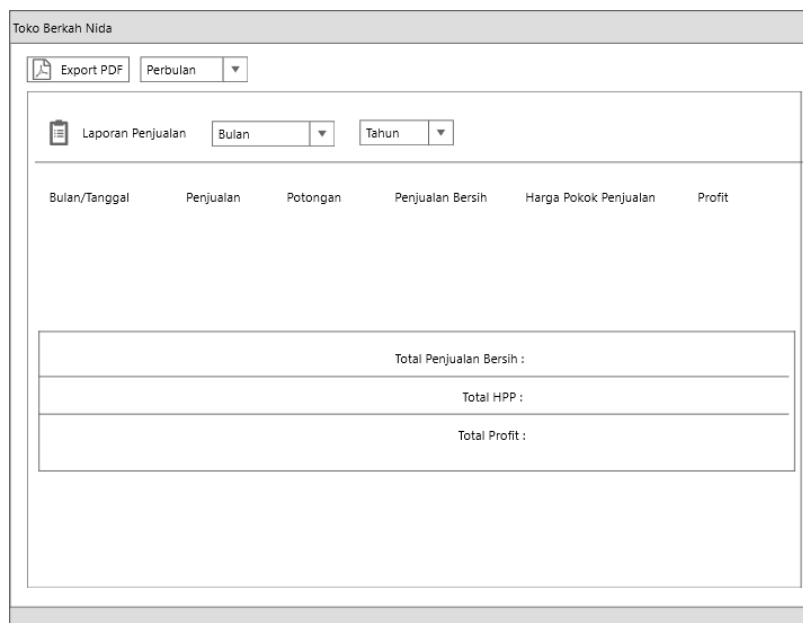 Toko Berkah Nida
Export PDF Perbulan
Laporan Penjualan Bulan Tahun
Bulan/Tanggal Penjualan Potongan Penjualan Bersih Harga Pokok Penjualan Profit
Total Penjualan Bersih :
Total HPP :
Total Profit :